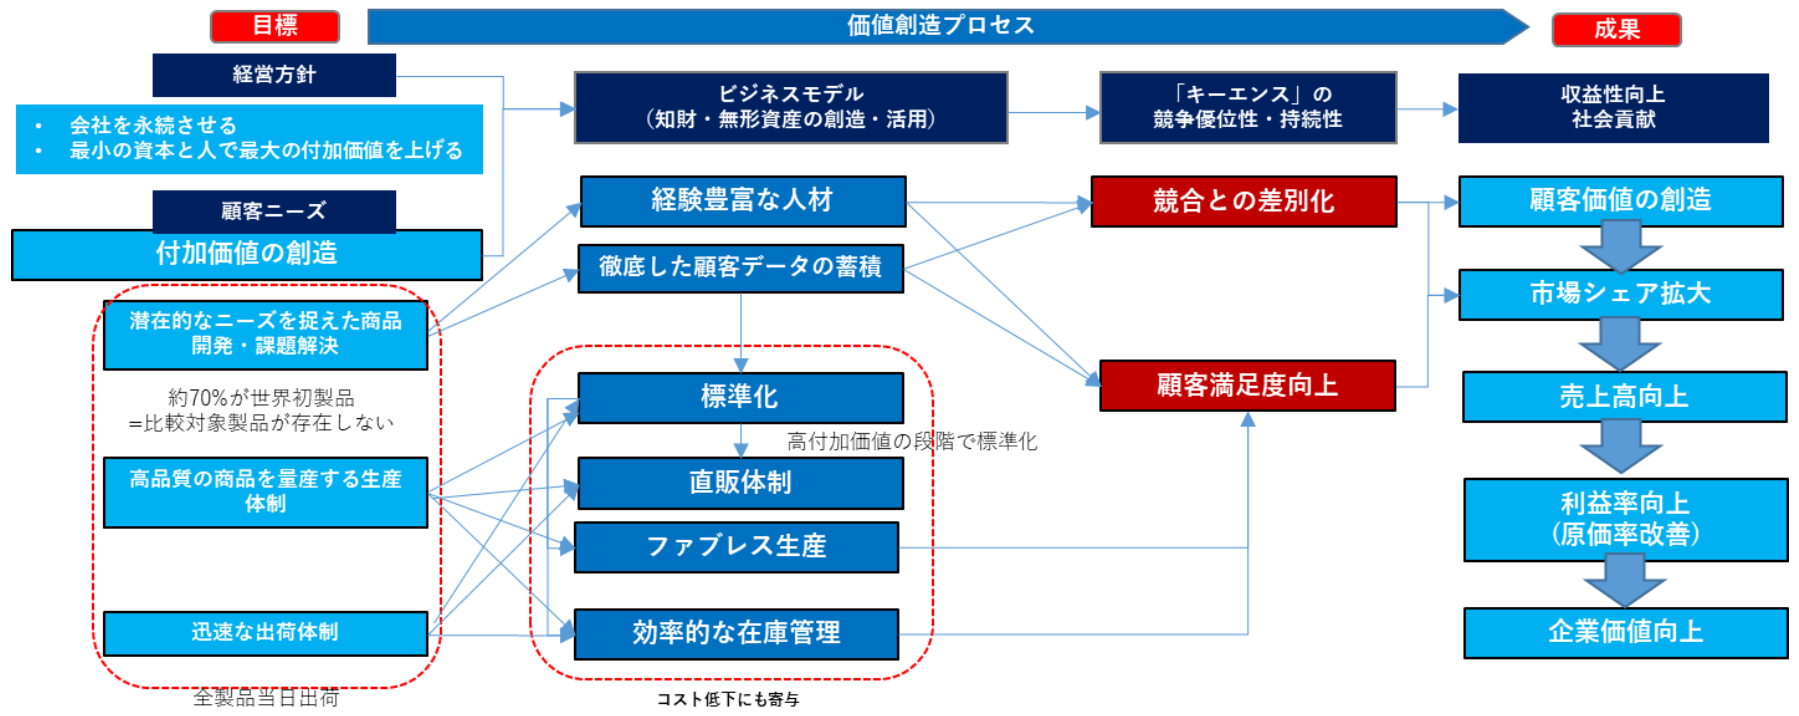 目標
価値創造プロセス
成果
経営方針
• 会社を永続させる
• 最小の資本と人で最大の付加価値を上げる
ビジネスモデル
（知財・無形資産の創造・活用）
「キーエンス」の
競争優位性・持続性
収益性向上
社会貢献
顧客ニーズ
付加価値の創造
潜在的なニーズを捉えた商品
開発・課題解決
約70%が世界初製品
=比較対象製品が存在しない
高品質の商品を量産する生産
体制
迅速な出荷体制
全製品当日出荷
経験豊富な人材
徹底した顧客データの蓄積
標準化
高付加価値の段階で標準化
直販体制
ファブレス生産
効率的な在庫管理
コスト低下にも寄与
競合との差別化
顧客満足度向上
顧客価値の創造
市場シェア拡大
売上高向上
利益率向上
（原価率改善）
企業価値向上